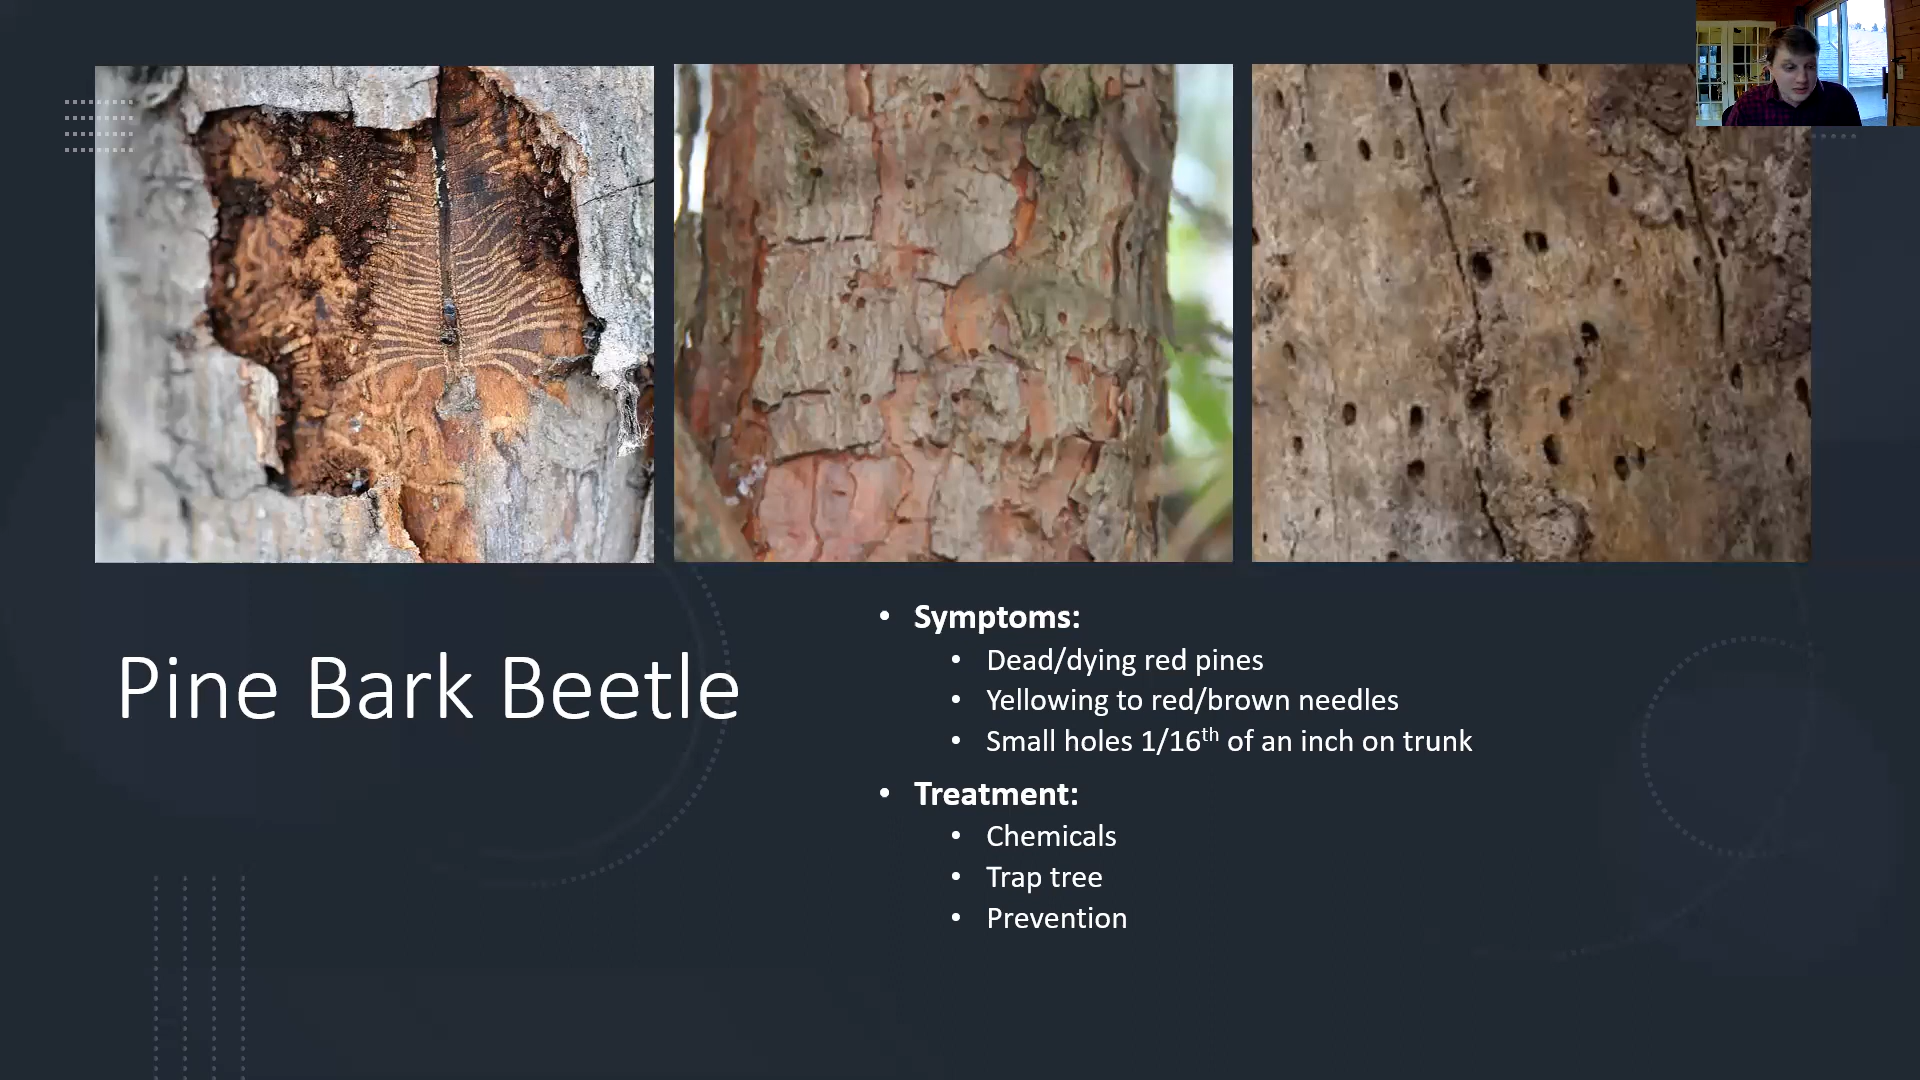 Pine Bark Beetle
• Symptoms:
• Dead/dying red pines
• Yellowing to red/brown needles
• Small holes 1/16th of an inch on trunk
• Treatment:
• Chemicals
• Trap tree
• Prevention